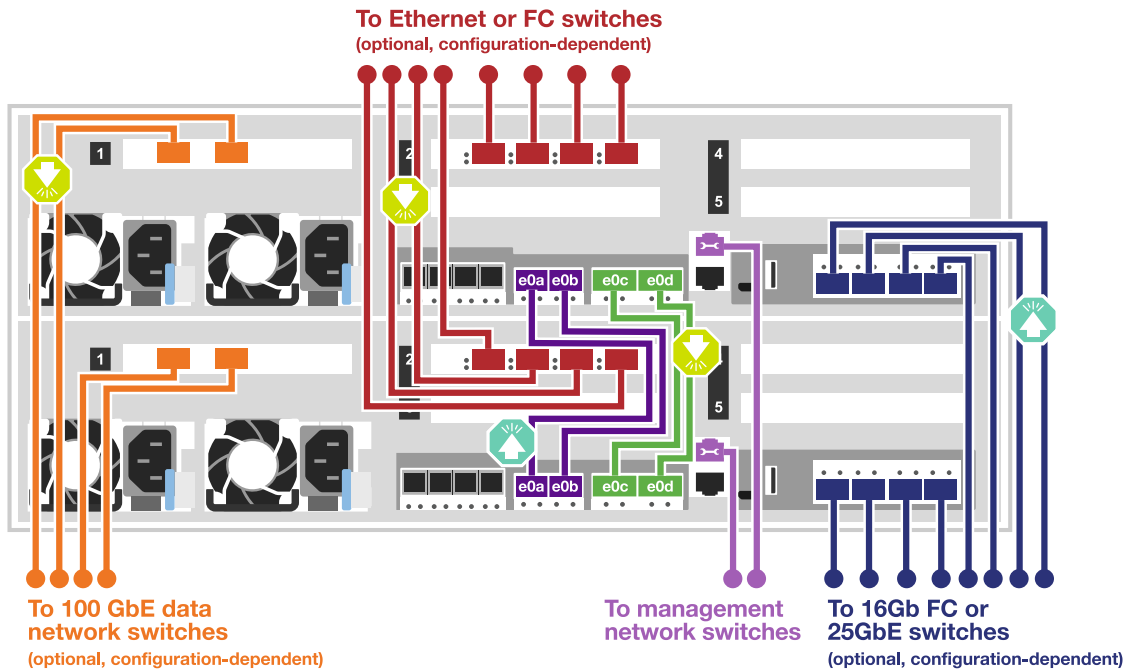 To Ethernet or FC switches
(optional, configuration-dependent)
1
2
4
5
e0a e0b e0c e0d
1
2
5
e0a e0b e0c e0d
To 100 GbE data
network switches
(optional, configuration-dependent)
To management
network switches
To 16Gb FC or
25GbE switches
(optional, configuration-dependent)